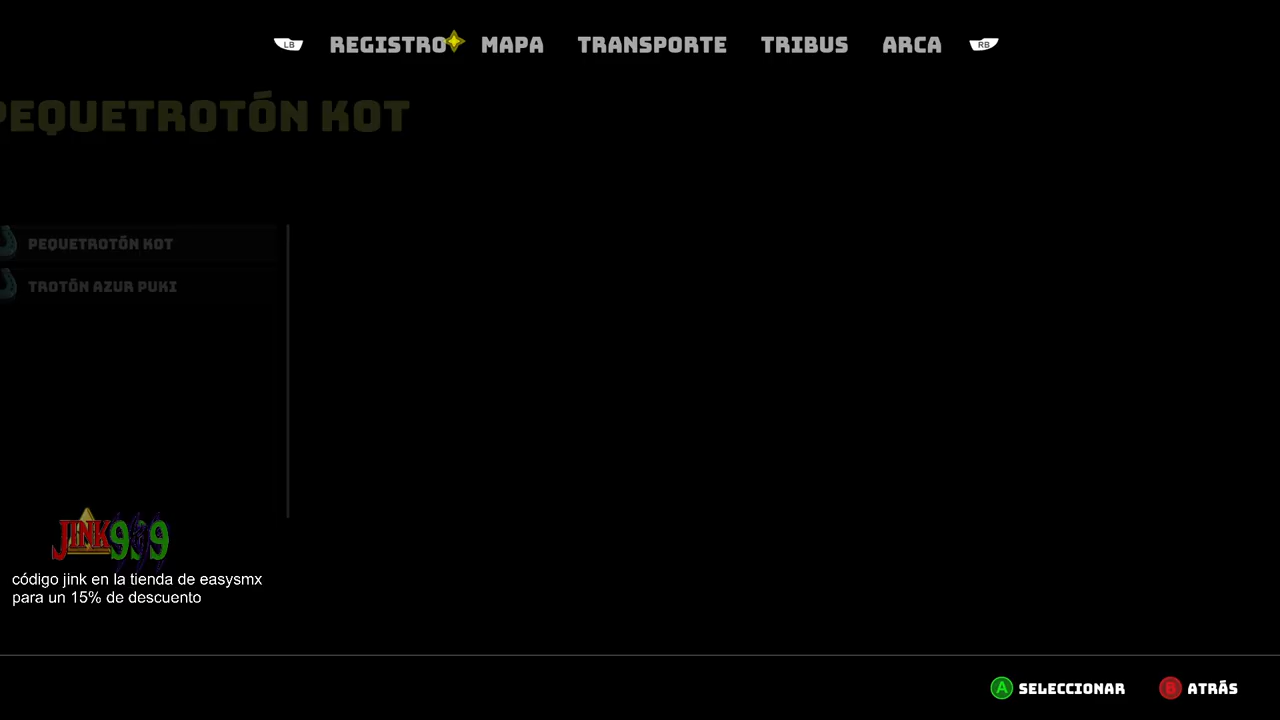 LB REGISTRO MAPA TRANSPORTE TRIBUS ARCA RB
PEQUETROTÓN KOT
PEQUETROTÓN KOT
TROTÓN AZUR PUKI
JINK999
código jink en la tienda de easysmx
para un 15% de descuento
A SELECCIONAR B ATRÁS